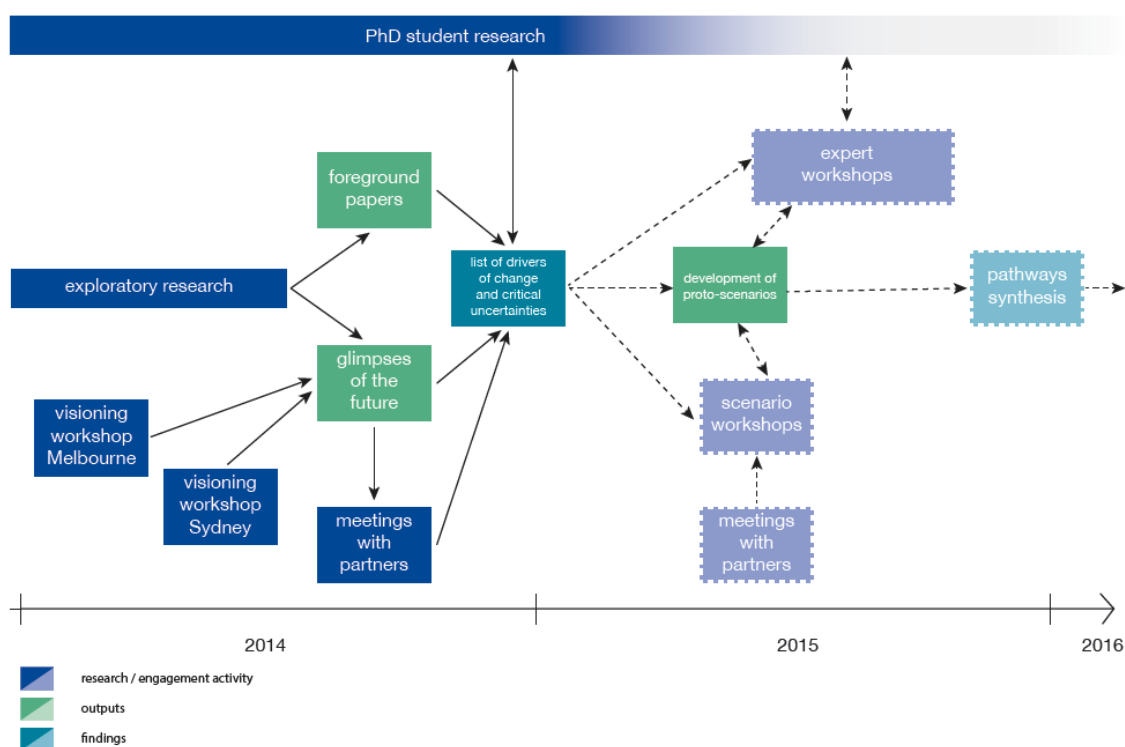 PhD student research
expert
workshops
foreground
papers
list of drivers
of change
and critical
uncertainties
development of
proto-scenarios
pathways
synthesis
exploratory research
glimpses
of the
future
visioning
workshop
Melbourne
visioning
workshop
Sydney
scenario
workshops
meetings
with
partners
meetings
with
partners
2014
2015
2016
research / engagement activity
outputs
findings